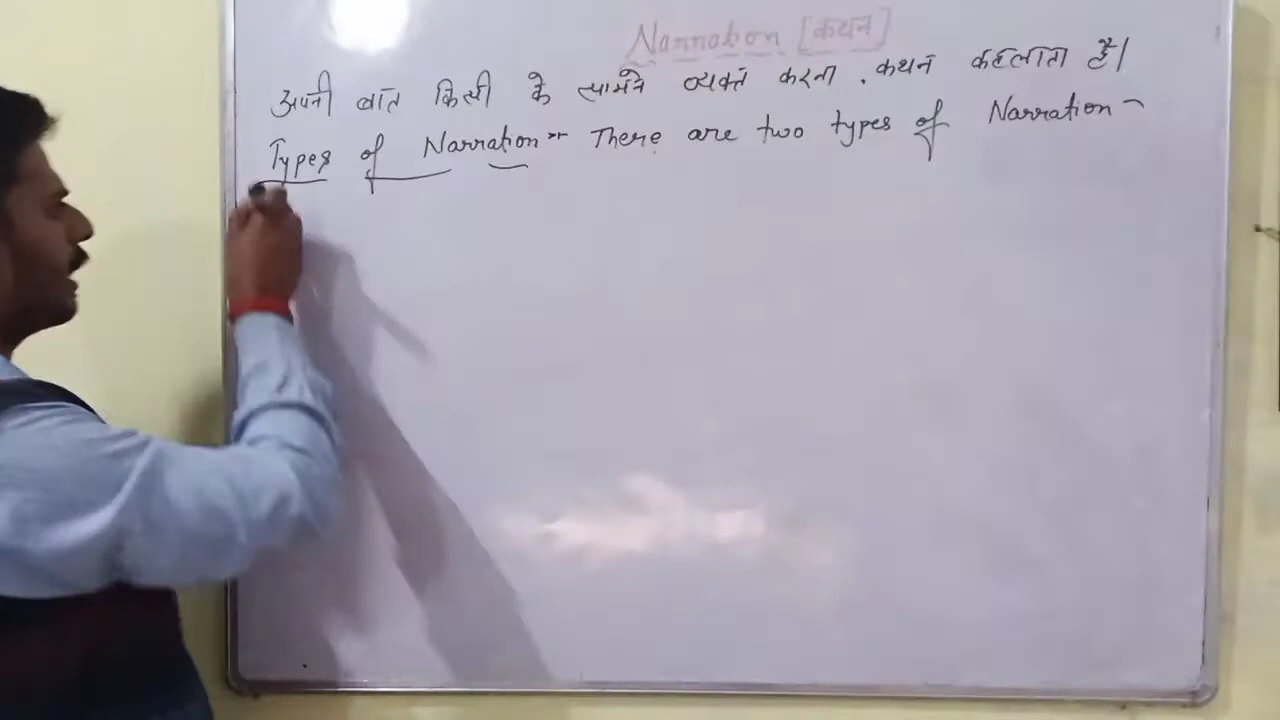 Narration [कथन]
अपनी बात किसी के सामने व्यक्त करना . कथन कहलाता है।
Types of Narration :- There are two types of Narration -